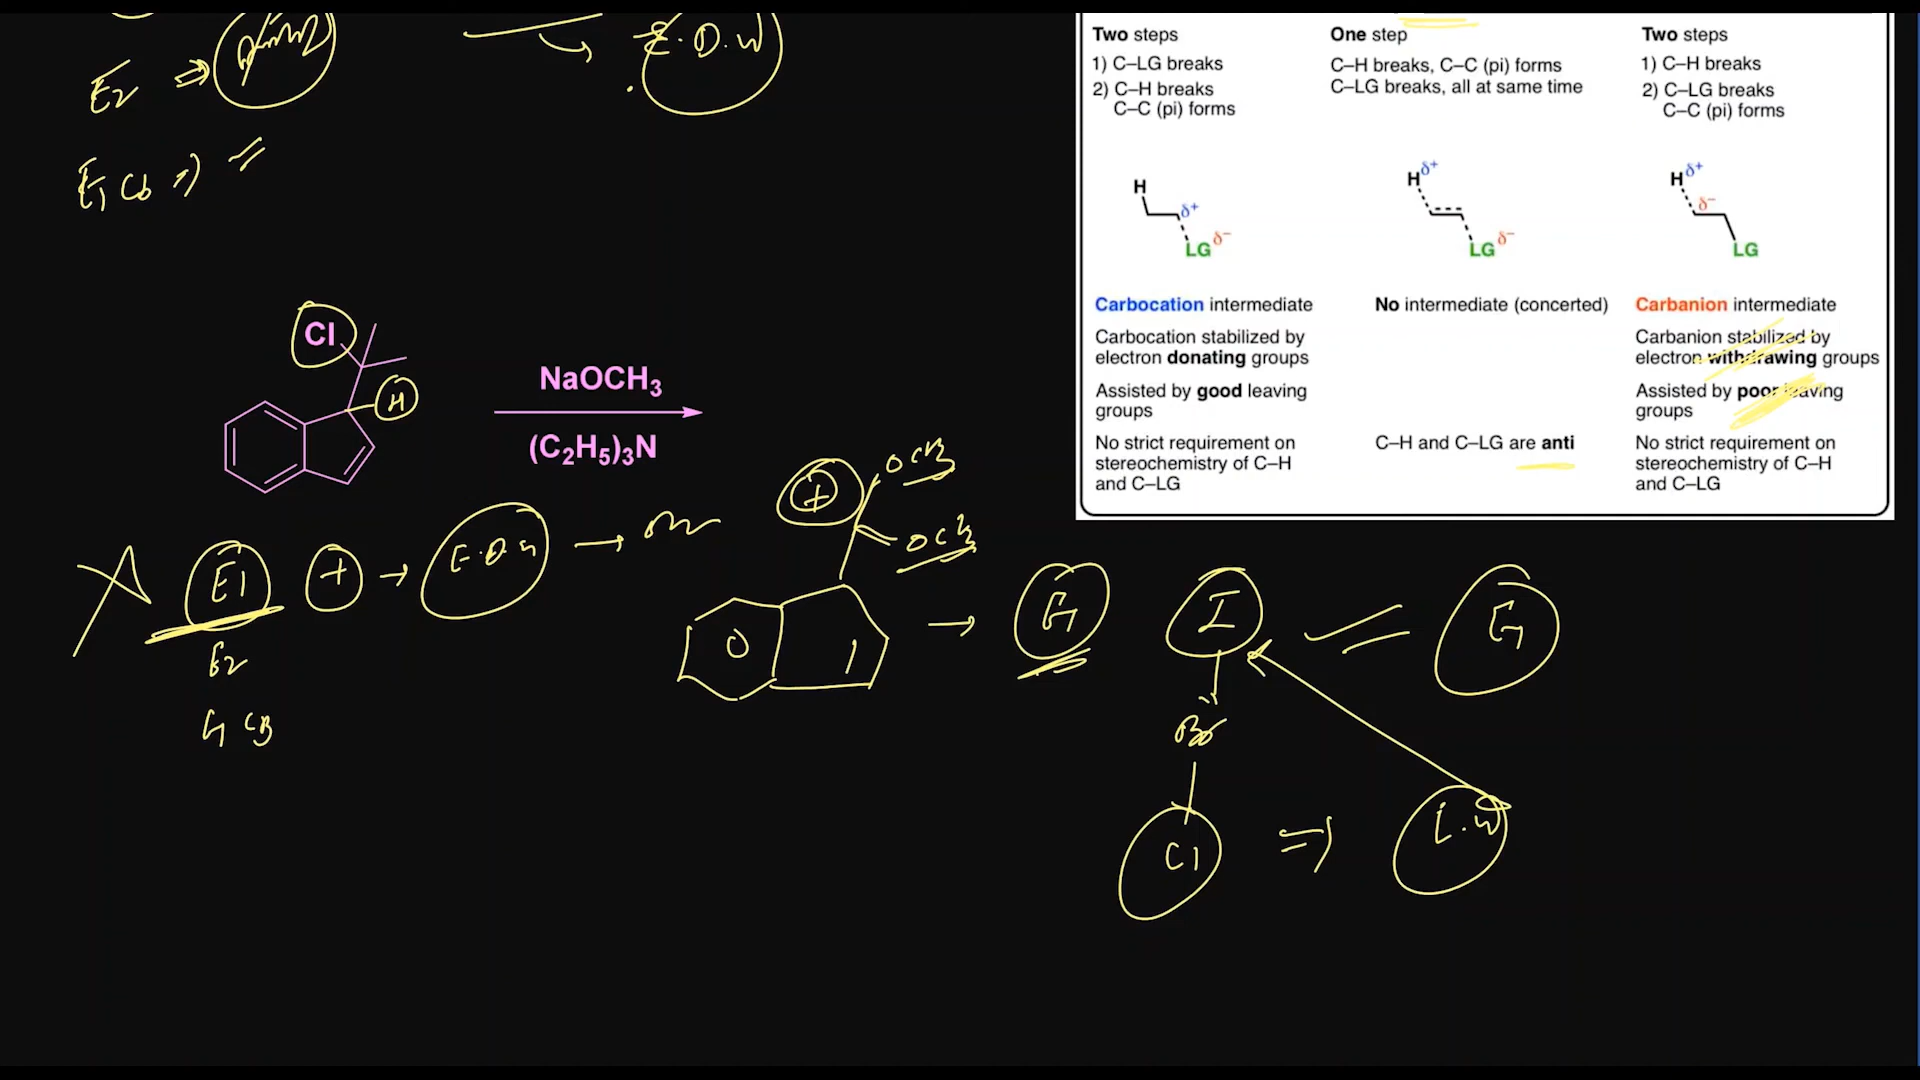 E2 ⇒
E.D.W
E1Cb ⇒
Two steps
1) C–LG breaks
2) C–H breaks
C–C (pi) forms
H
δ+
LG
δ−
Carbocation intermediate
Carbocation stabilized by
electron donating groups
Assisted by good leaving
groups
No strict requirement on
stereochemistry of C–H
and C–LG
One step
C–H breaks, C–C (pi) forms
C–LG breaks, all at same time
H
δ+
LG
δ−
No intermediate (concerted)
C–H and C–LG are anti
Two steps
1) C–H breaks
2) C–LG breaks
C–C (pi) forms
H
δ+
δ−
LG
Carbanion intermediate
Carbanion stabilized by
electron withdrawing groups
Assisted by poor leaving
groups
No strict requirement on
stereochemistry of C–H
and C–LG
Cl
H
NaOCH3
(C2H5)3N
OCH3
OCH3
+
E1 + →
E2
→ G I G
Br
Cl ⇒